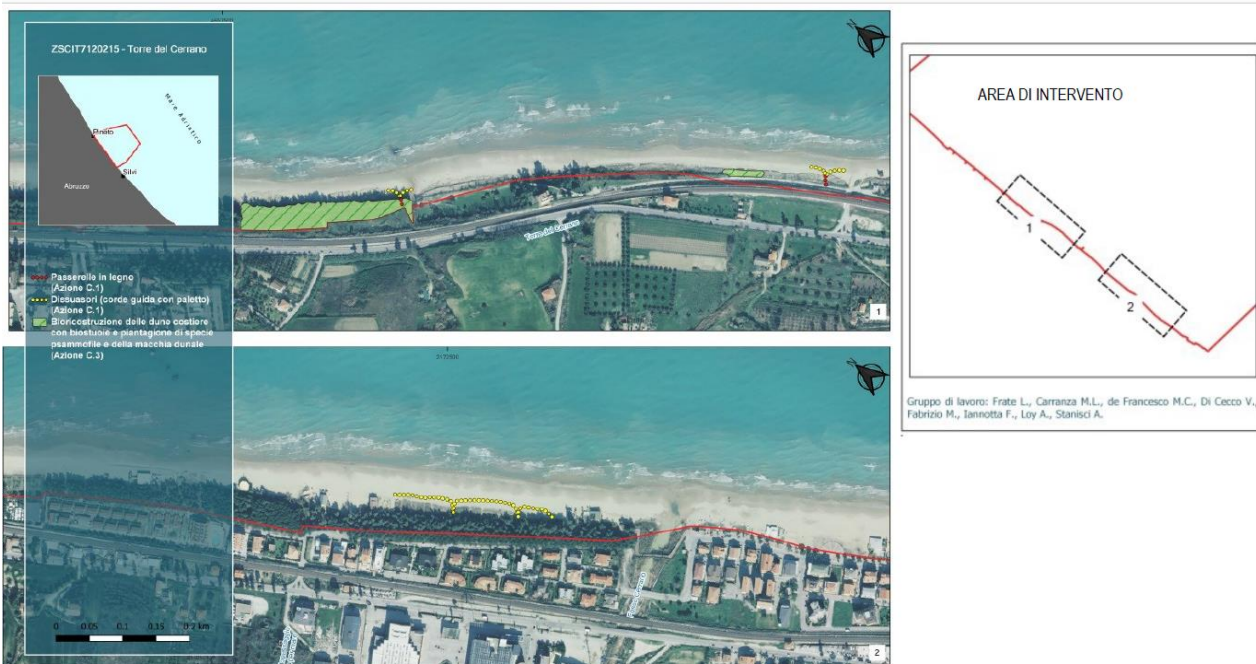 ZSCIT7120215 - Torre del Cerrano
Mare Adriatico
Pineto
Silvi
Abruzzo
Passerelle in legno
(Azione C.1)
Dissuasori (corde guida con paletto)
(Azione C.1)
Bioricostruzione delle dune costiere
con biostuoie e piantagione di specie
psammofile e della macchia dunale
(Azione C.3)
Torre del Cerrano
1
0 0.05 0.1 0.15 0.2 km
2
AREA DI INTERVENTO
1
2
Gruppo di lavoro: Frate L., Carranza M.L., de Francesco M.C., Di Cecco V.,
Fabrizio M., Iannotta F., Loy A., Stanisci A.